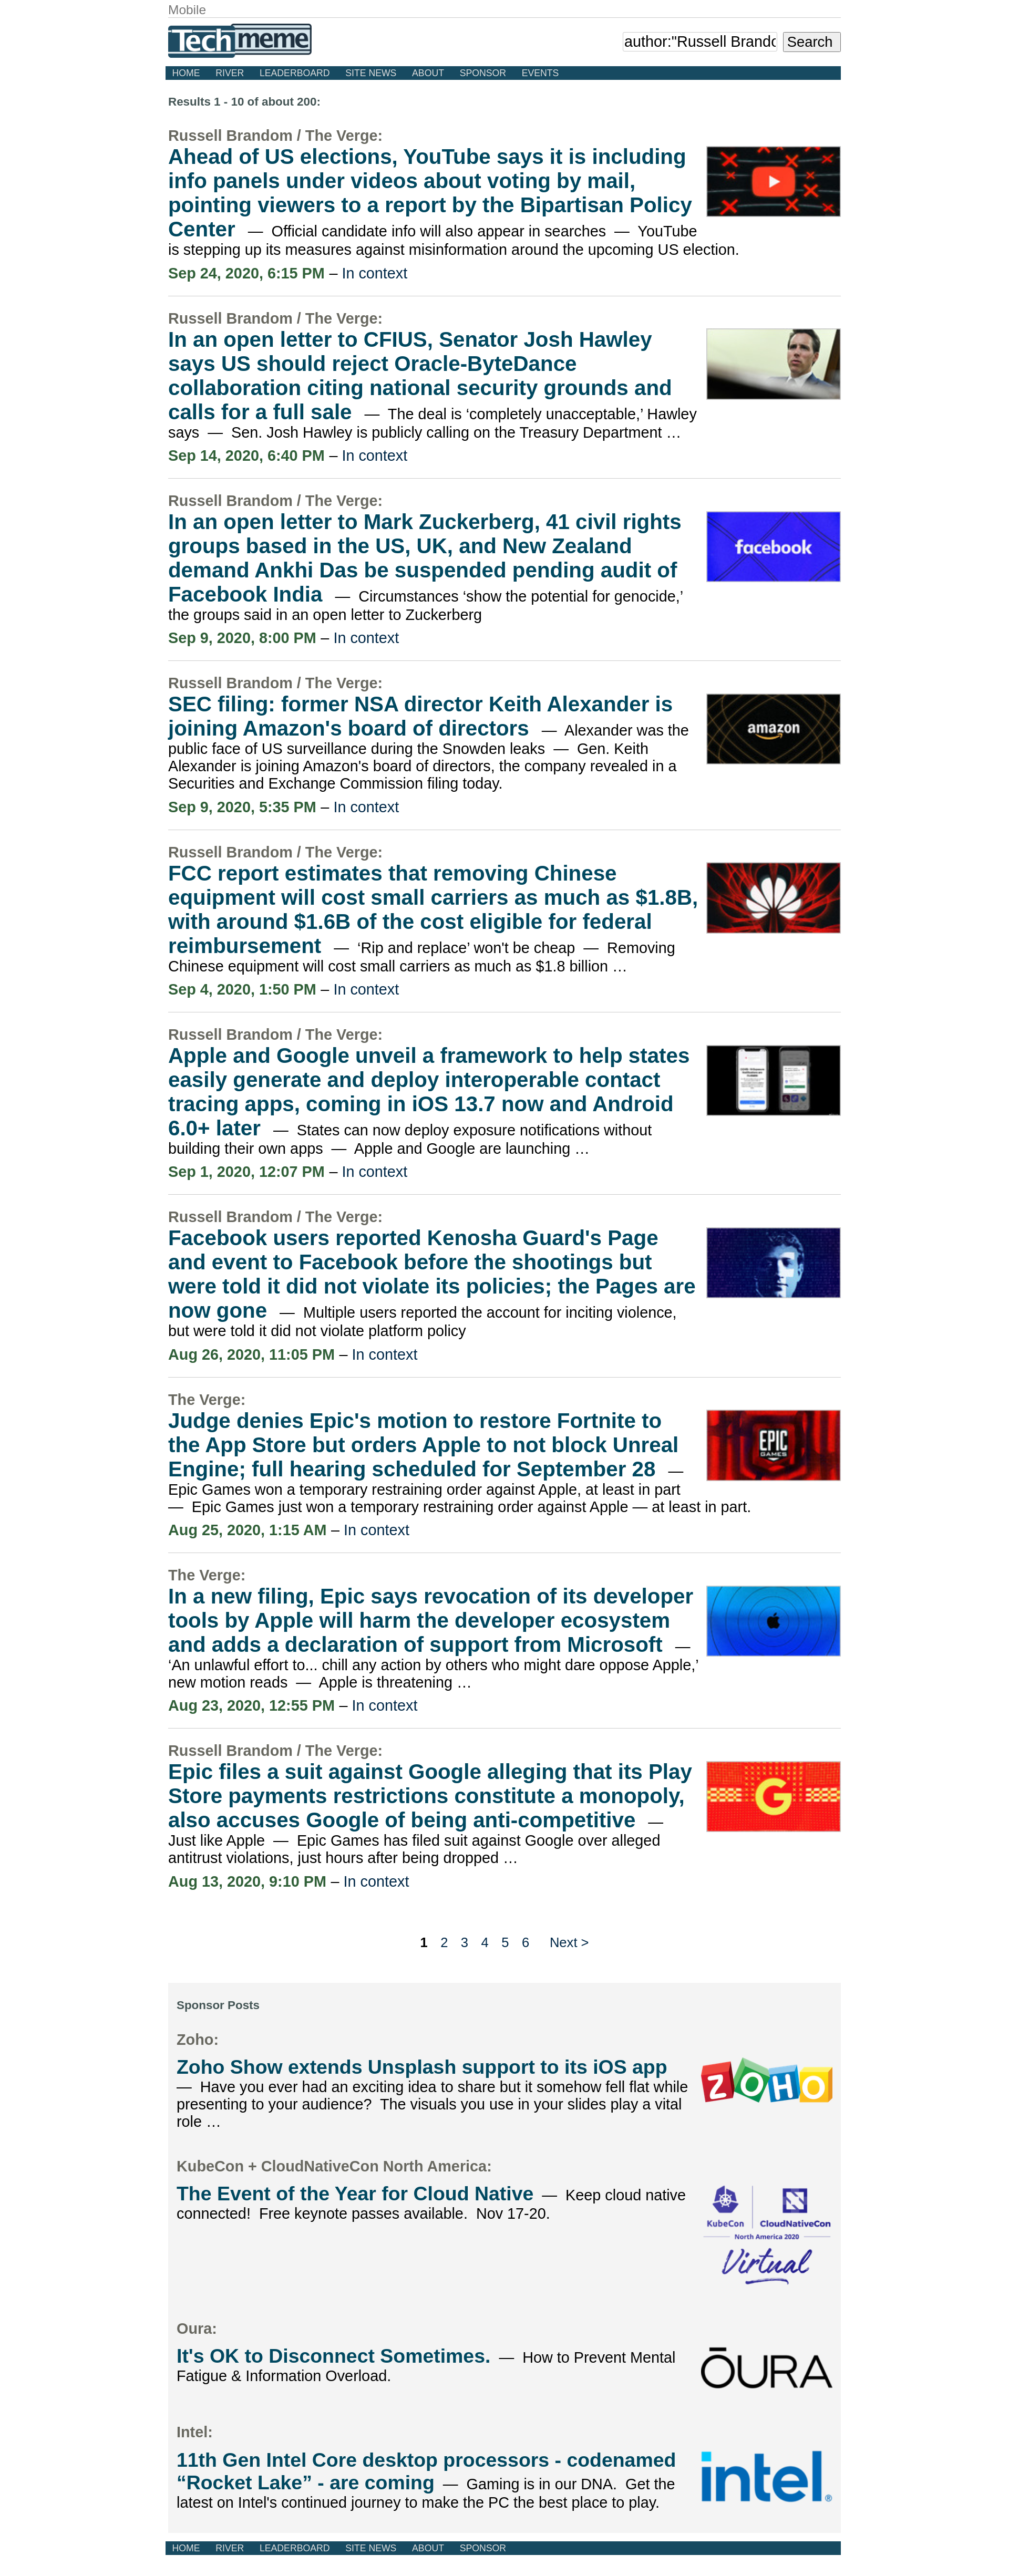 Mobile
Techmeme
author:"Russell Brando
Search
HOME RIVER LEADERBOARD SITE NEWS ABOUT SPONSOR EVENTS
Results 1 - 10 of about 200:
Russell Brandom / The Verge:
Ahead of US elections, YouTube says it is including
info panels under videos about voting by mail,
pointing viewers to a report by the Bipartisan Policy
Center — Official candidate info will also appear in searches — YouTube
is stepping up its measures against misinformation around the upcoming US election.
Sep 24, 2020, 6:15 PM – In context
Russell Brandom / The Verge:
In an open letter to CFIUS, Senator Josh Hawley
says US should reject Oracle-ByteDance
collaboration citing national security grounds and
calls for a full sale — The deal is ‘completely unacceptable,’ Hawley
says — Sen. Josh Hawley is publicly calling on the Treasury Department …
Sep 14, 2020, 6:40 PM – In context
Russell Brandom / The Verge:
In an open letter to Mark Zuckerberg, 41 civil rights
groups based in the US, UK, and New Zealand
demand Ankhi Das be suspended pending audit of
Facebook India — Circumstances ‘show the potential for genocide,’
the groups said in an open letter to Zuckerberg
facebook
Sep 9, 2020, 8:00 PM – In context
Russell Brandom / The Verge:
SEC filing: former NSA director Keith Alexander is
joining Amazon's board of directors — Alexander was the
public face of US surveillance during the Snowden leaks — Gen. Keith
Alexander is joining Amazon's board of directors, the company revealed in a
Securities and Exchange Commission filing today.
amazon
Sep 9, 2020, 5:35 PM – In context
Russell Brandom / The Verge:
FCC report estimates that removing Chinese
equipment will cost small carriers as much as $1.8B,
with around $1.6B of the cost eligible for federal
reimbursement — ‘Rip and replace’ won't be cheap — Removing
Chinese equipment will cost small carriers as much as $1.8 billion …
Sep 4, 2020, 1:50 PM – In context
Russell Brandom / The Verge:
Apple and Google unveil a framework to help states
easily generate and deploy interoperable contact
tracing apps, coming in iOS 13.7 now and Android
6.0+ later — States can now deploy exposure notifications without
building their own apps — Apple and Google are launching …
Sep 1, 2020, 12:07 PM – In context
Russell Brandom / The Verge:
Facebook users reported Kenosha Guard's Page
and event to Facebook before the shootings but
were told it did not violate its policies; the Pages are
now gone — Multiple users reported the account for inciting violence,
but were told it did not violate platform policy
Aug 26, 2020, 11:05 PM – In context
The Verge:
Judge denies Epic's motion to restore Fortnite to
the App Store but orders Apple to not block Unreal
Engine; full hearing scheduled for September 28 —
Epic Games won a temporary restraining order against Apple, at least in part
— Epic Games just won a temporary restraining order against Apple — at least in part.
EPIC
GAMES
Aug 25, 2020, 1:15 AM – In context
The Verge:
In a new filing, Epic says revocation of its developer
tools by Apple will harm the developer ecosystem
and adds a declaration of support from Microsoft —
‘An unlawful effort to... chill any action by others who might dare oppose Apple,’
new motion reads — Apple is threatening …
Aug 23, 2020, 12:55 PM – In context
Russell Brandom / The Verge:
Epic files a suit against Google alleging that its Play
Store payments restrictions constitute a monopoly,
also accuses Google of being anti-competitive —
Just like Apple — Epic Games has filed suit against Google over alleged
antitrust violations, just hours after being dropped …
G
Aug 13, 2020, 9:10 PM – In context
1 2 3 4 5 6 Next >
Sponsor Posts
Zoho:
Zoho Show extends Unsplash support to its iOS app
— Have you ever had an exciting idea to share but it somehow fell flat while
presenting to your audience? The visuals you use in your slides play a vital
role …
ZOHO
KubeCon + CloudNativeCon North America:
The Event of the Year for Cloud Native — Keep cloud native
connected! Free keynote passes available. Nov 17-20.
KubeCon CloudNativeCon
North America 2020
Virtual
Oura:
It's OK to Disconnect Sometimes. — How to Prevent Mental
Fatigue & Information Overload.
ŌURA
Intel:
11th Gen Intel Core desktop processors - codenamed
“Rocket Lake” - are coming — Gaming is in our DNA. Get the
latest on Intel's continued journey to make the PC the best place to play.
intel®
HOME RIVER LEADERBOARD SITE NEWS ABOUT SPONSOR